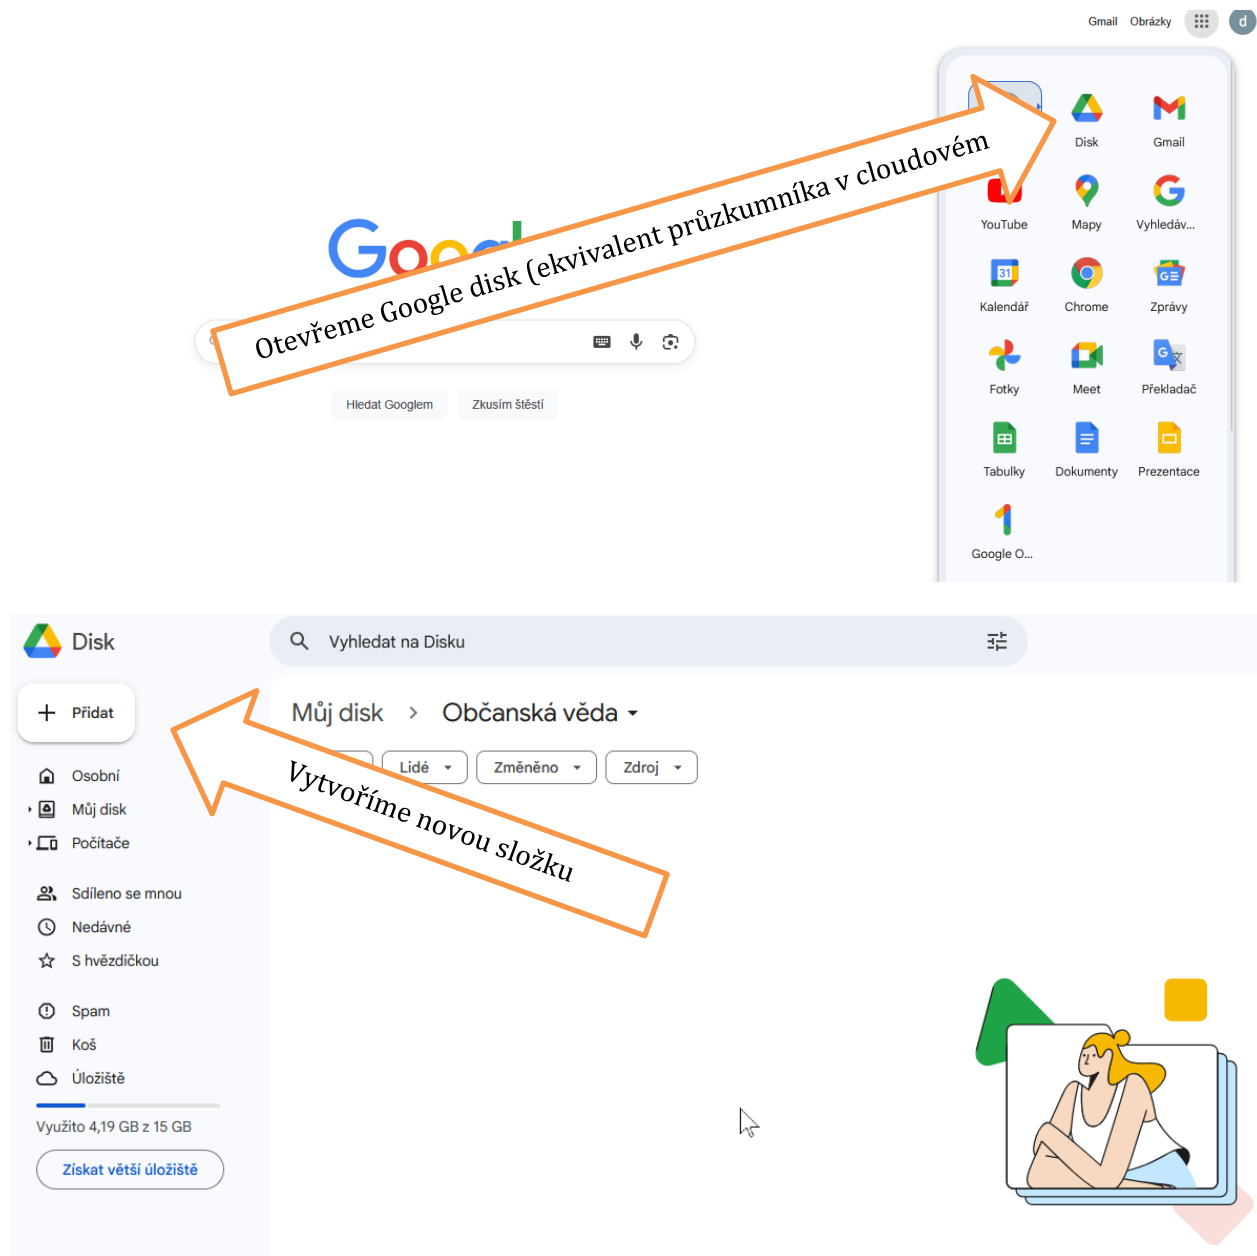 Gmail Obrázky d
Disk Gmail
Otevřeme Google disk (ekvivalent průzkumníka v cloudovém
YouTube Mapy Vyhledáv...
31
Kalendář Chrome Zprávy
Fotky Meet Překladač
Hledat Googlem Zkusím štěstí
Tabulky Dokumenty Prezentace
Google O...
Disk
Vyhledat na Disku
Přidat
Můj disk > Občanská věda
Lidé Změněno Zdroj
Vytvoříme novou složku
Osobní
Můj disk
Počítače
Sdíleno se mnou
Nedávné
S hvězdičkou
Spam
Koš
Úložiště
Využito 4,19 GB z 15 GB
Získat větší úložiště